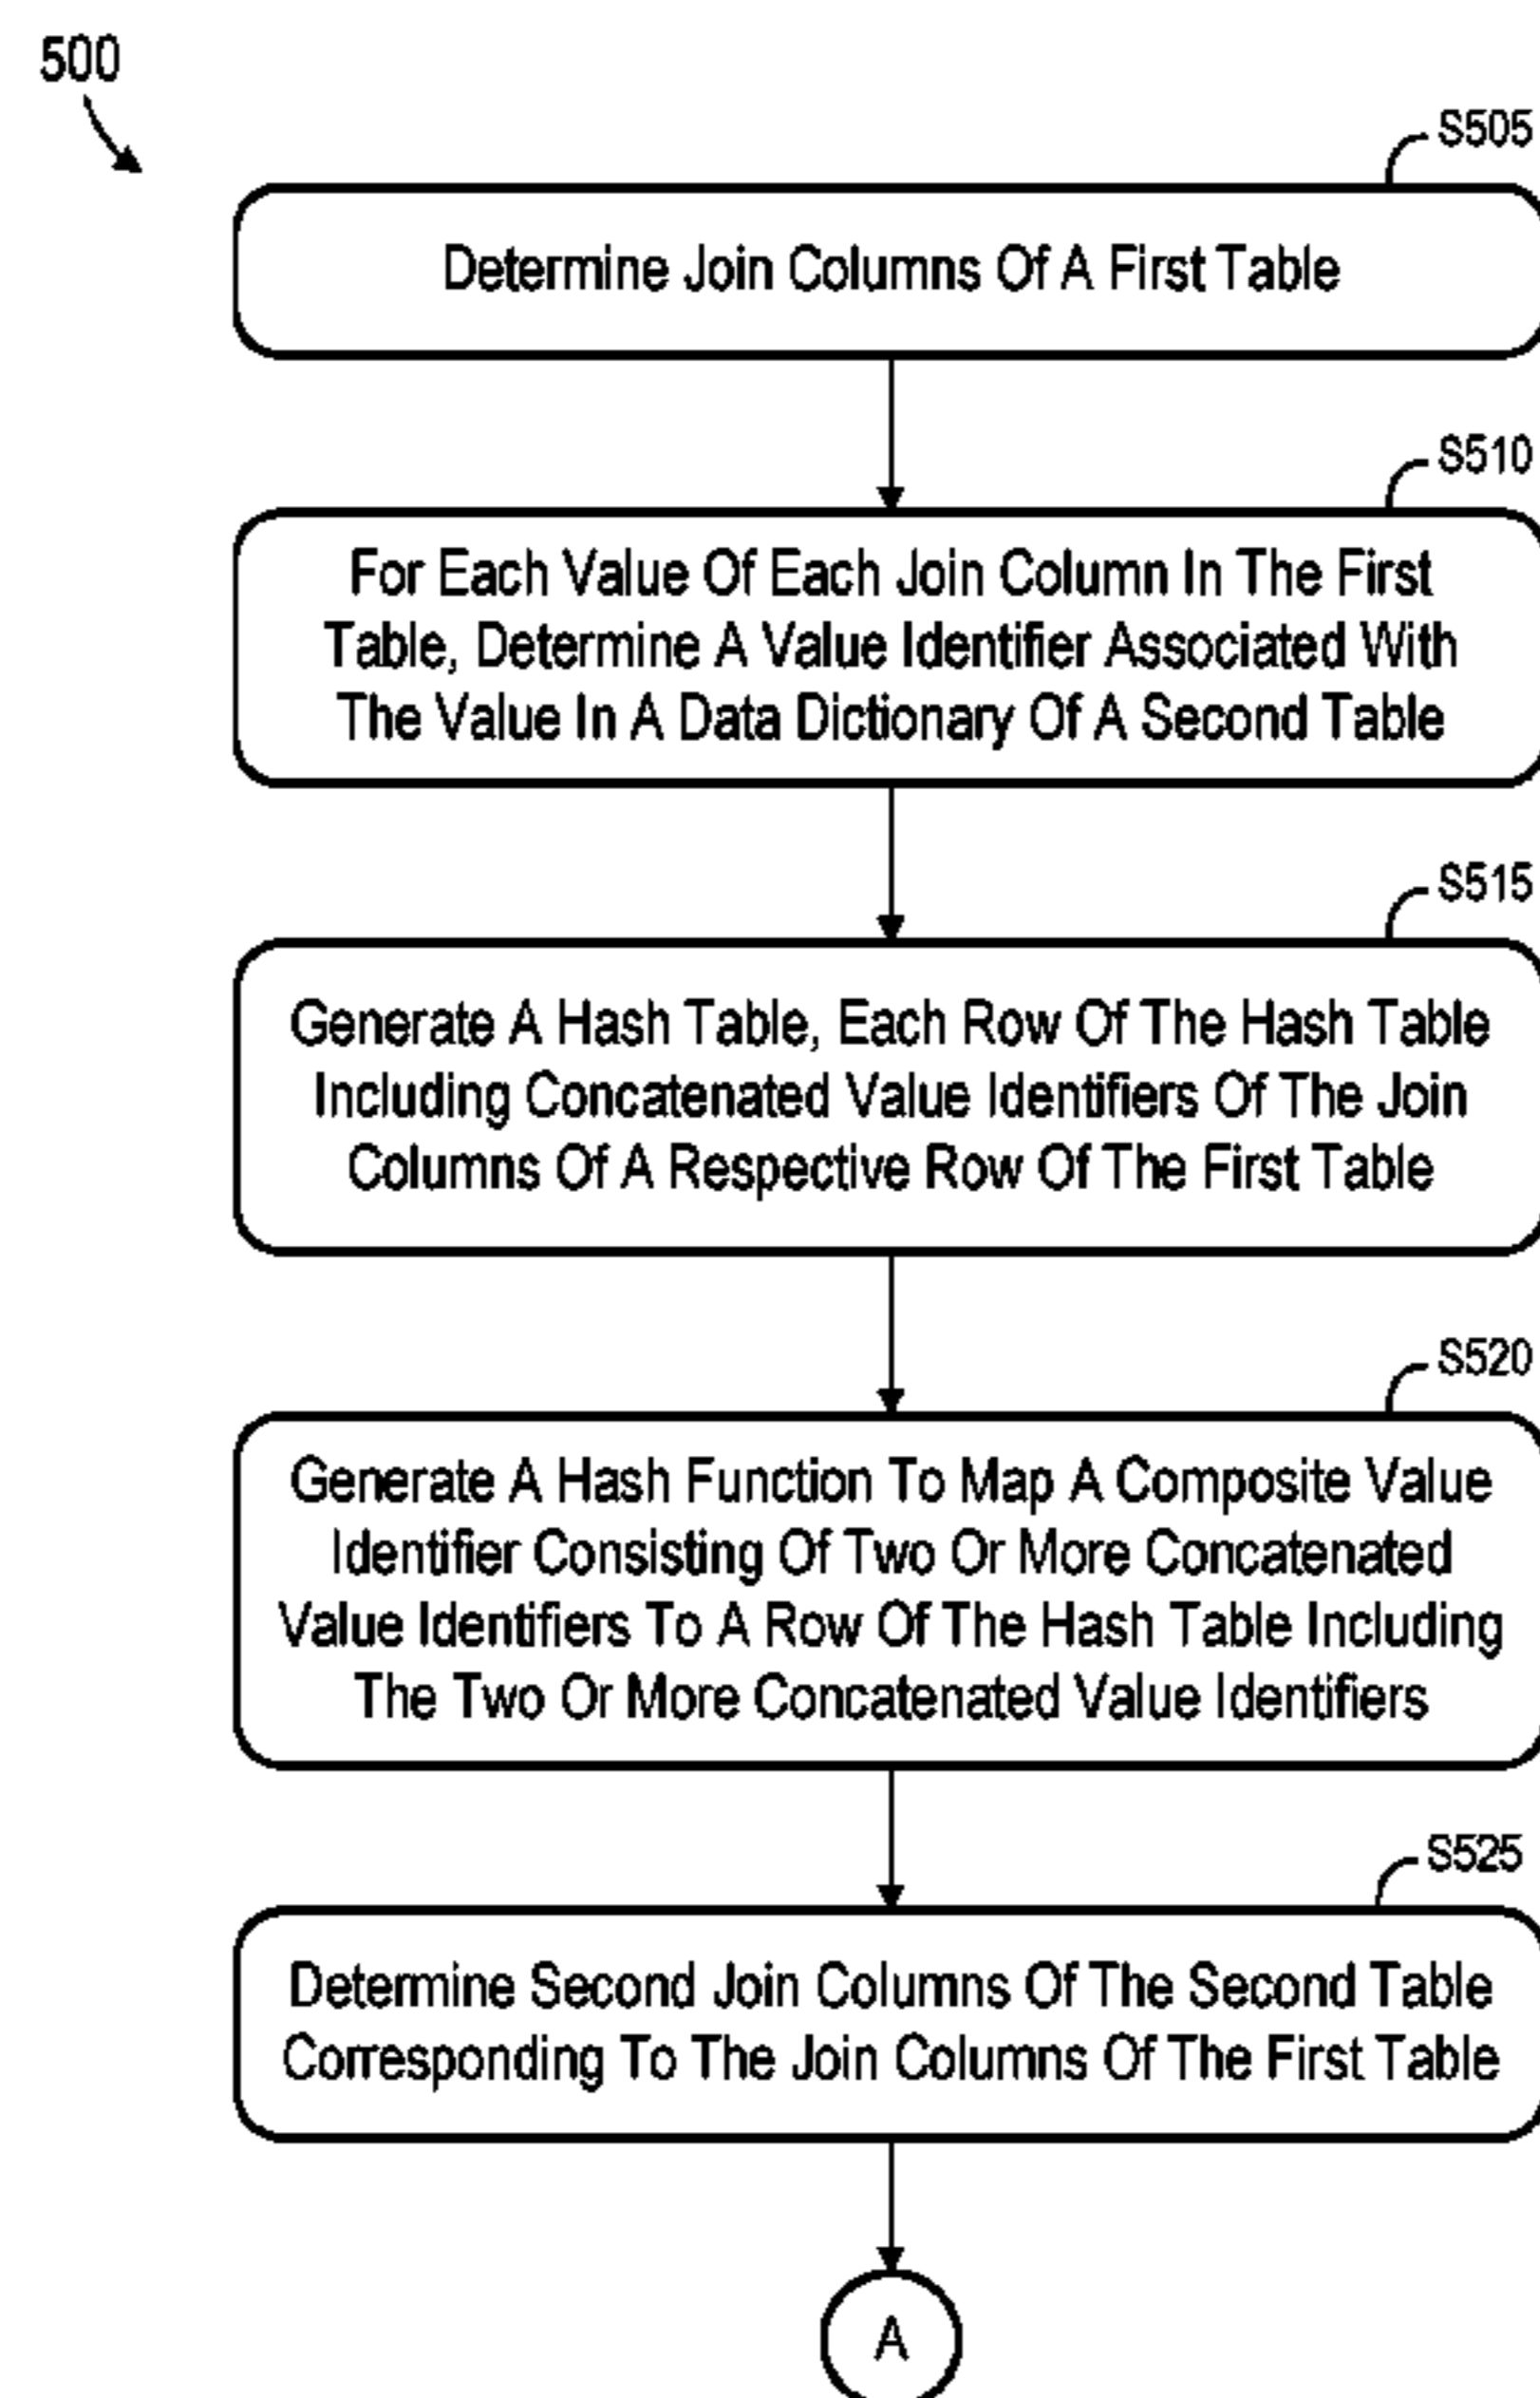 500
S505
Determine Join Columns Of A First Table
S510
For Each Value Of Each Join Column In The First
Table, Determine A Value Identifier Associated With
The Value In A Data Dictionary Of A Second Table
S515
Generate A Hash Table, Each Row Of The Hash Table
Including Concatenated Value Identifiers Of The Join
Columns Of A Respective Row Of The First Table
S520
Generate A Hash Function To Map A Composite Value
Identifier Consisting Of Two Or More Concatenated
Value Identifiers To A Row Of The Hash Table Including
The Two Or More Concatenated Value Identifiers
S525
Determine Second Join Columns Of The Second Table
Corresponding To The Join Columns Of The First Table
A